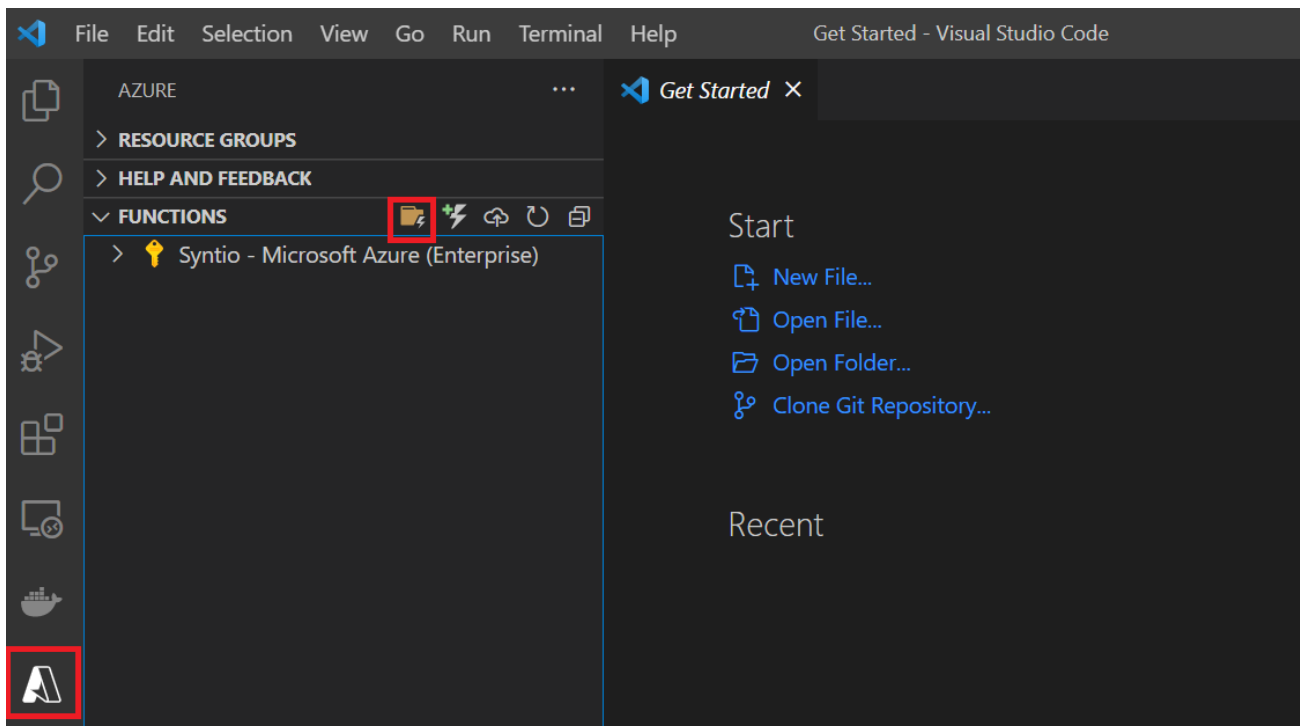 File Edit Selection View Go Run Terminal Help Get Started - Visual Studio Code
AZURE
Get Started
RESOURCE GROUPS
HELP AND FEEDBACK
FUNCTIONS
Syntio - Microsoft Azure (Enterprise)
Start
New File...
Open File...
Open Folder...
Clone Git Repository...
Recent